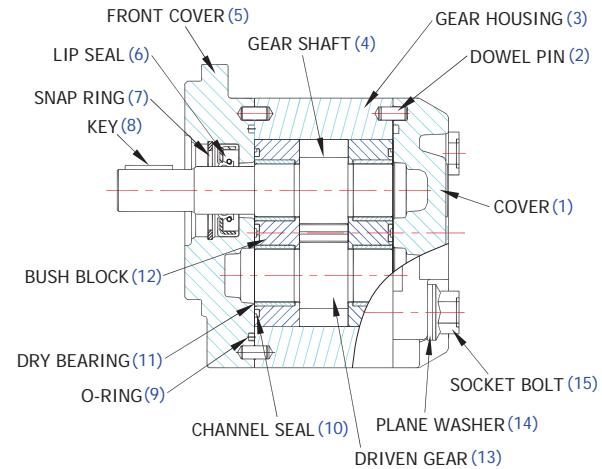 FRONT COVER (5)
GEAR HOUSING (3)
GEAR SHAFT (4)
LIP SEAL (6)
DOWEL PIN (2)
SNAP RING (7)
KEY (8)
COVER (1)
BUSH BLOCK (12)
DRY BEARING (11)
SOCKET BOLT (15)
O-RING (9)
PLANE WASHER (14)
CHANNEL SEAL (10)
DRIVEN GEAR (13)